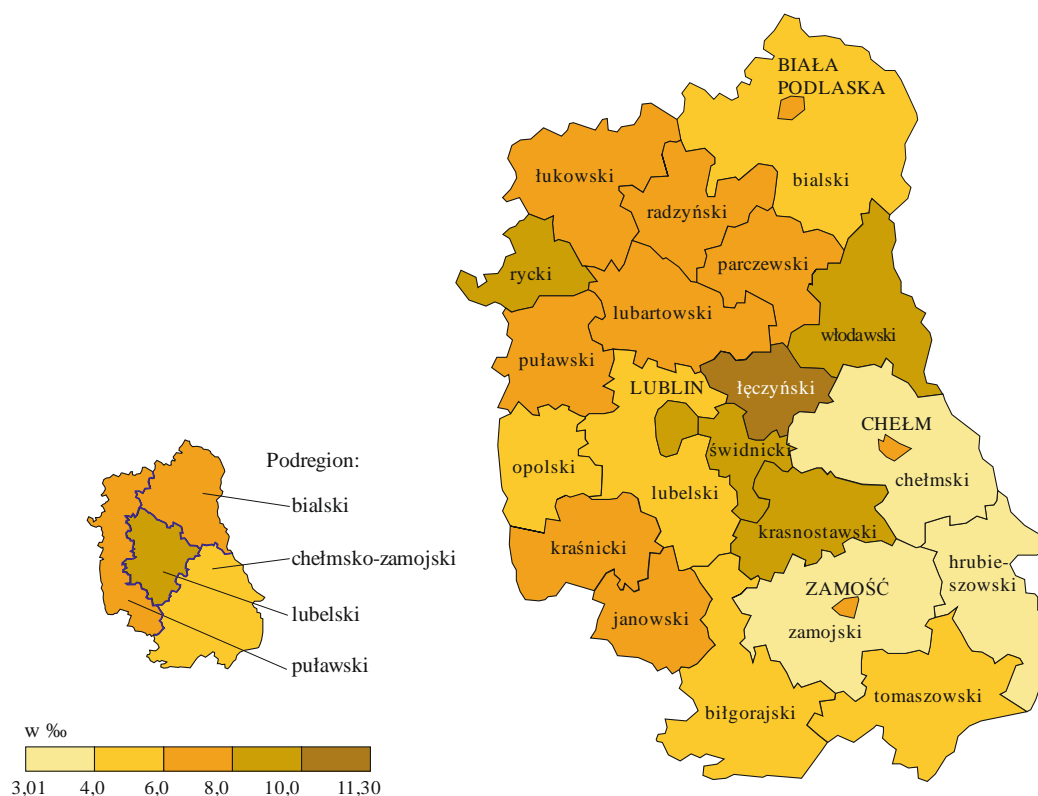 BIAŁA
PODLASKA
bialski
łukowski
radzyński
rycki
parczewski
lubartowski
włodawski
puławski
łęczyński
LUBLIN
CHEŁM
opolski
świdnicki
lubelski
chełmski
krasnostawski
kraśnicki
hrubie-
szowski
ZAMOŚĆ
janowski
zamojski
tomaszowski
biłgorajski
Podregion:
bialski
chełmsko-zamojski
lubelski
puławski
w ‰
3,01 4,0 6,0 8,0 10,0 11,30